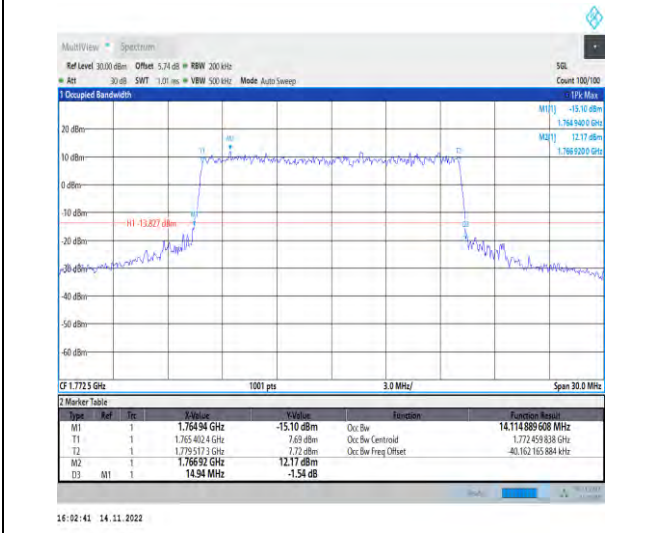 MultiView Spectrum
Ref Level 30.00 dBm Offset 5.74 dB RBW 200 kHz SGL
Att 30 dB SWT 1.01 ms VBW 500 kHz Mode Auto Sweep Count 100/100
1 Occupied Bandwidth 1Pk Max
M1[1] -15.10 dBm
1.764 9400 GHz
20 dBm M2[1] 12.17 dBm
1.766 9200 GHz
M2
T1 T2
10 dBm
0 dBm
-10 dBm
M1
H1 -13.827 dBm
D3
-20 dBm
-30 dBm
-40 dBm
-50 dBm
-60 dBm
CF 1.7725 GHz 1001 pts 3.0 MHz/ Span 30.0 MHz
2 Marker Table
Type Ref Trc X-Value Y-Value Function Function Result
M1 1 1.764 94 GHz -15.10 dBm Occ Bw 14.114 889 608 MHz
T1 1 1.765 402 4 GHz 7.69 dBm Occ Bw Centroid 1.772 459 838 GHz
T2 1 1.779 517 3 GHz 7.72 dBm Occ Bw Freq Offset -40.162 165 884 kHz
M2 1 1.766 92 GHz 12.17 dBm
D3 M1 1 14.94 MHz -1.54 dB
16:02:41 14.11.2022